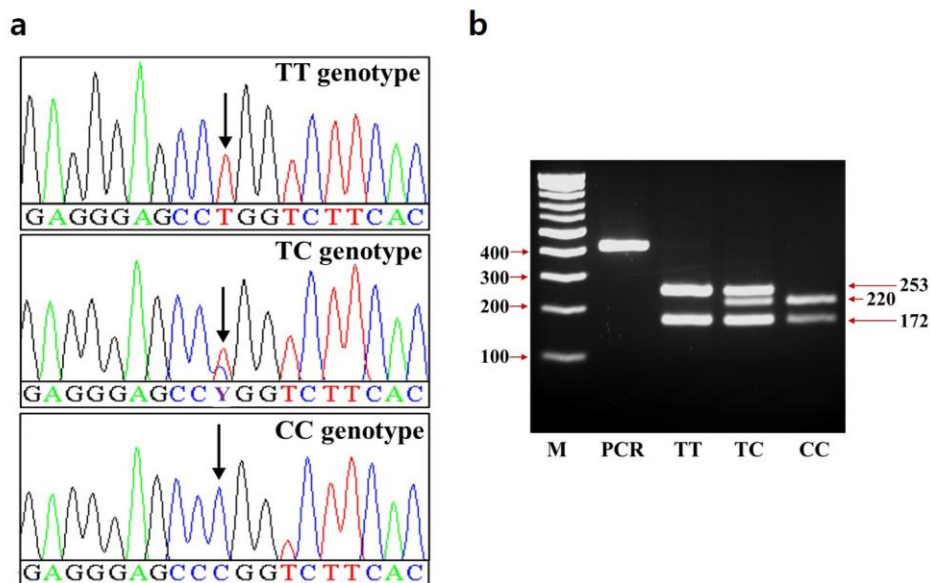 a
TT genotype
GAGGGAGCCTGGTCTTCAC
TC genotype
GAGGGAGCCYGGTCTTCAC
CC genotype
GAGGGAGCCCGGTCTTCAC
b
400
300
200
100
253
220
172
M PCR TT TC CC